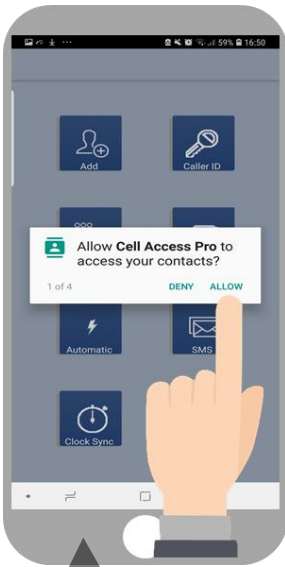 59% 16:50
Add
Caller ID
Allow Cell Access Pro to
access your contacts?
1 of 4
DENY ALLOW
Automatic
SMS
Clock Sync